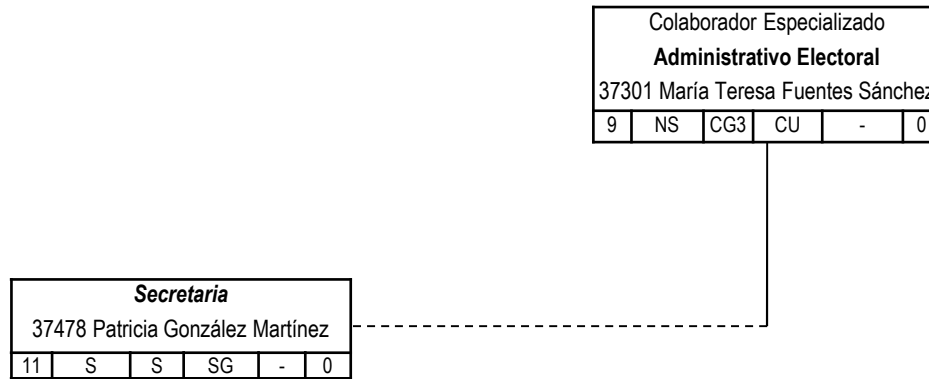 Colaborador Especializado
Administrativo Electoral
37301 María Teresa Fuentes Sánchez
9 NS CG3 CU - 0
Secretaria
37478 Patricia González Martínez
11 S S SG - 0